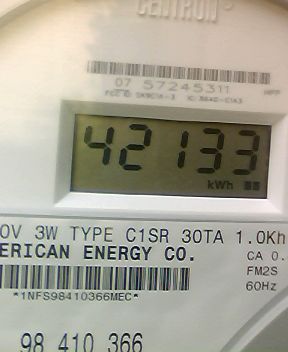 CENTRON®
07 57245311
42133
kWh
0V 3W TYPE C1SR 30TA 1.0Kh
ERICAN ENERGY CO.
CA 0.
FM2S
*1NFS98410366MEC*
60Hz
98 410 366